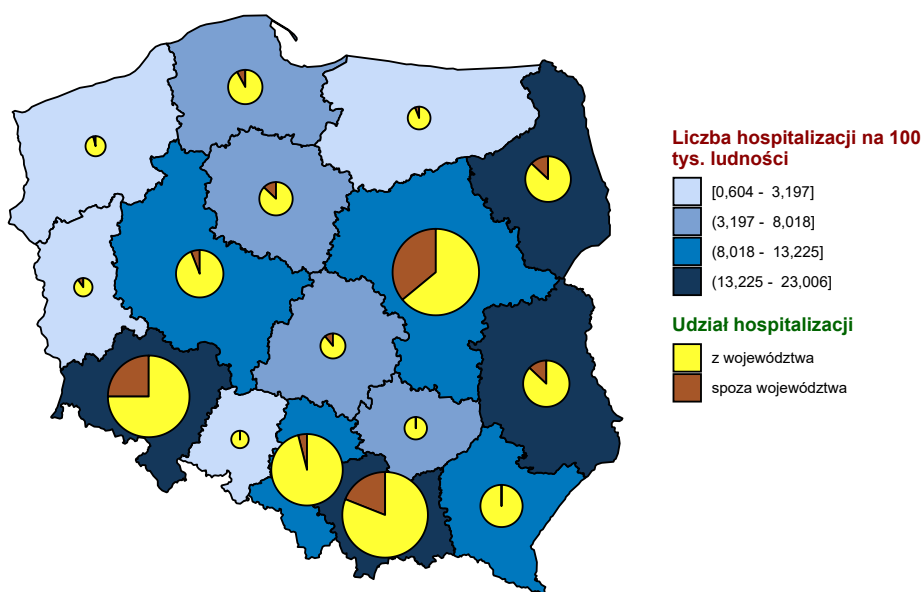 Liczba hospitalizacji na 100
tys. ludności
[0,604 - 3,197]
(3,197 - 8,018]
(8,018 - 13,225]
(13,225 - 23,006]
Udział hospitalizacji
z województwa
spoza województwa